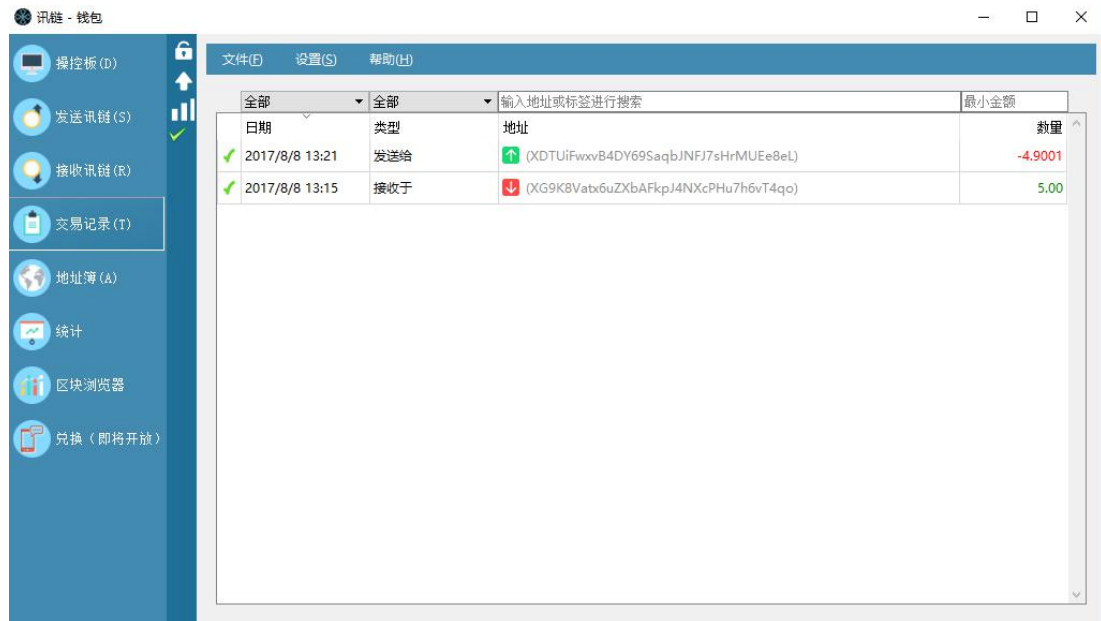 讯链 - 钱包
操控板(D)
发送讯链(S)
接收讯链(R)
交易记录(T)
地址簿(A)
统计
区块浏览器
兑换（即将开放）
文件(F) 设置(S) 帮助(H)
全部 全部 输入地址或标签进行搜索 最小金额
日期 类型 地址 数量
2017/8/8 13:21 发送给 (XDTUiFwxvB4DY69SaqbJNFJ7sHrMUEe8eL) -4.9001
2017/8/8 13:15 接收于 (XG9K8Vatx6uZXbAFkpJ4NXcPHu7h6vT4qo) 5.00